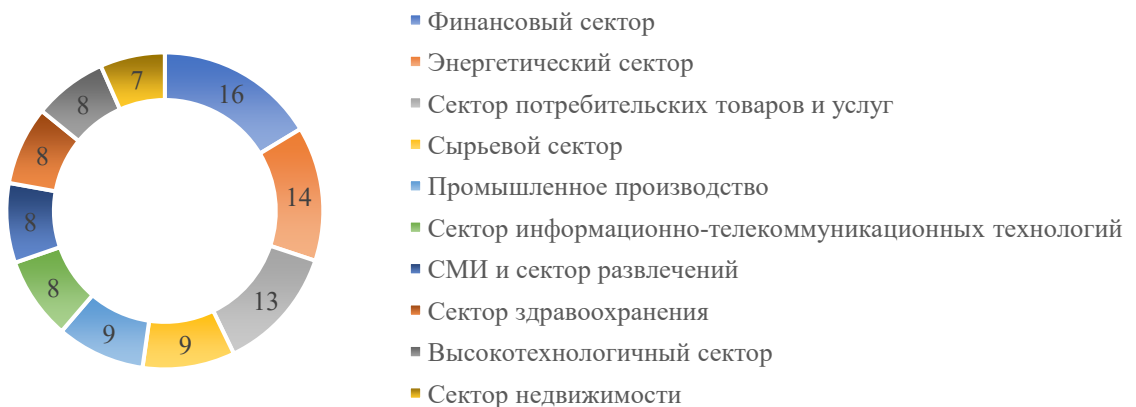 16
14
13
9
9
8
8
8
8
7
Финансовый сектор
Энергетический сектор
Сектор потребительских товаров и услуг
Сырьевой сектор
Промышленное производство
Сектор информационно-телекоммуникационных технологий
СМИ и сектор развлечений
Сектор здравоохранения
Высокотехнологичный сектор
Сектор недвижимости